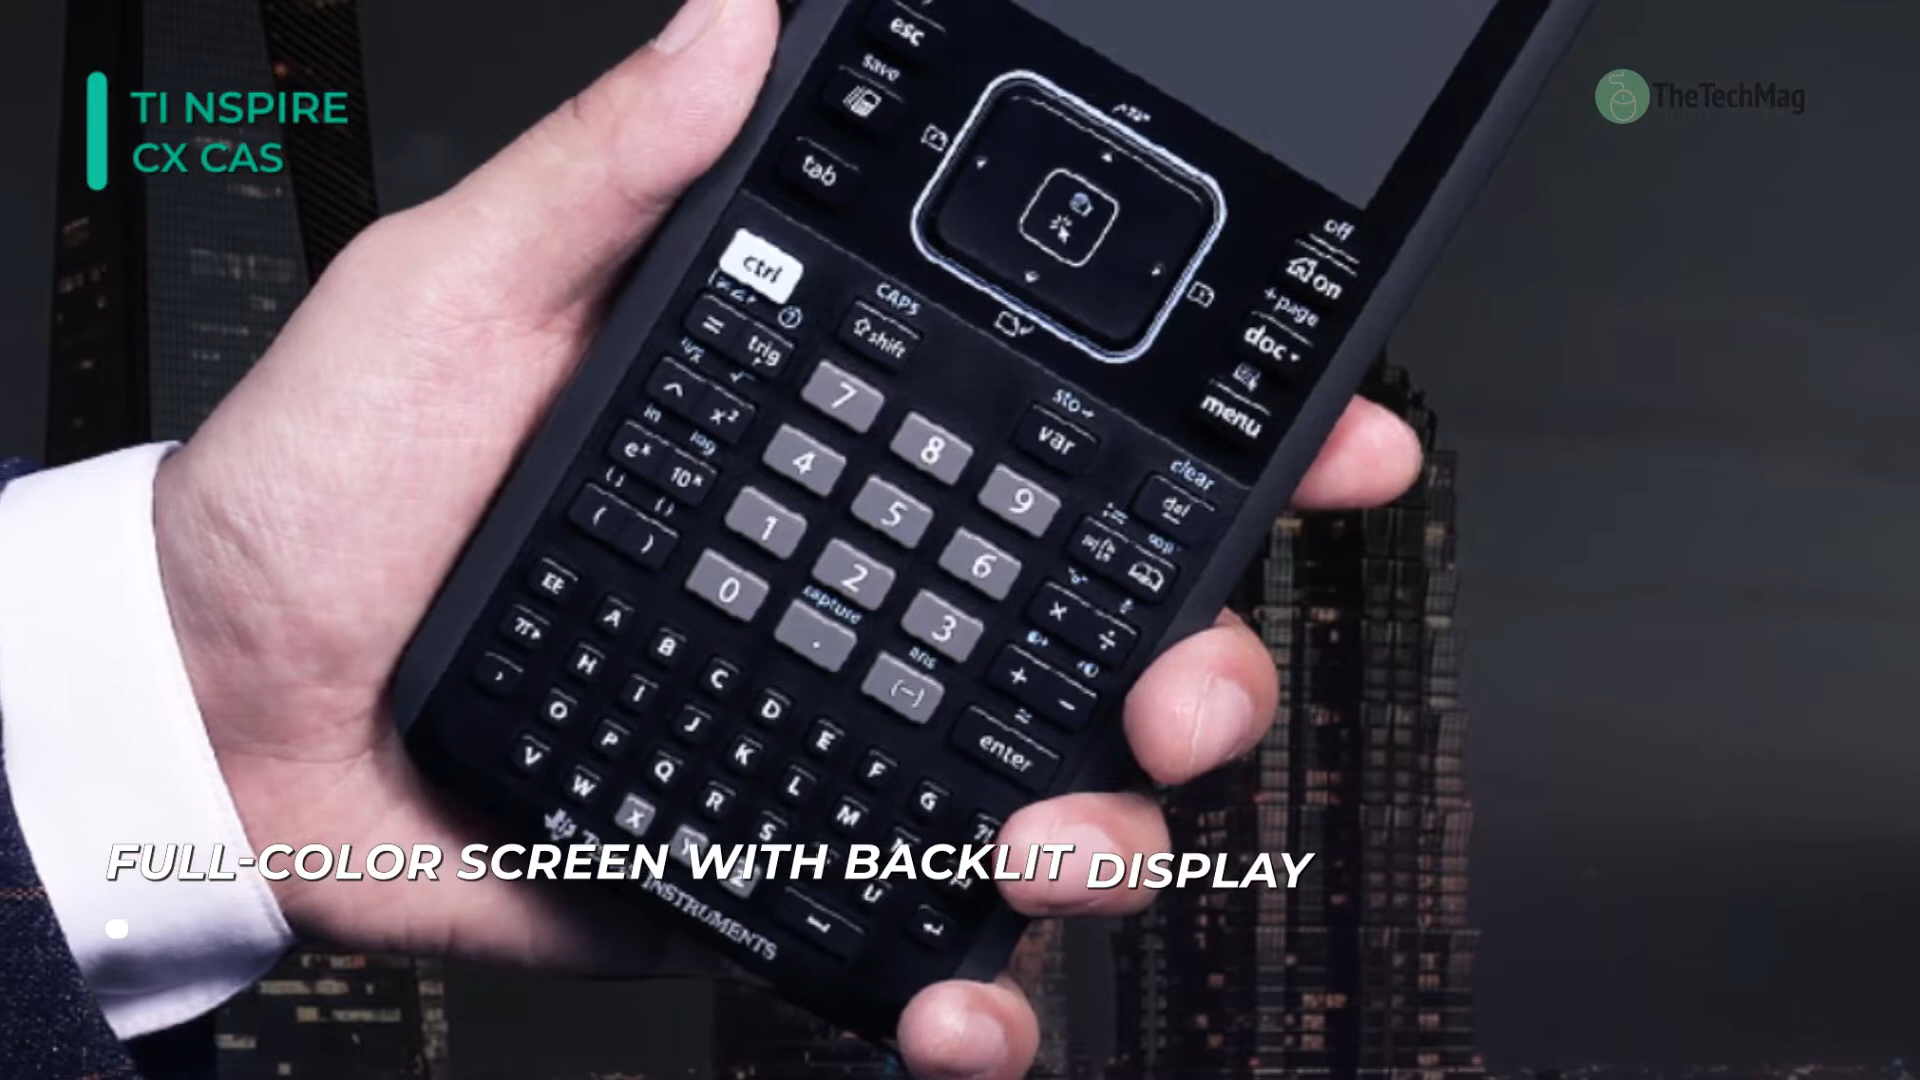 TI NSPIRE
CX CAS
TheTechMag
esc
save
tab
ctrl
CAPS
shift
= trig
^ x²
ln log
eˣ 10ˣ
( )
EE
π▸
,
7 8 9
4 5 6
1 2 3
0 . (−)
capture
ans
sto→
var
off
on
+page
doc▾
menu
clear
del
× ÷
+ −
≈
enter
A B C D E F G
H I J K L M
O P Q R S U
V W X Y Z
?!
INSTRUMENTS
FULL-COLOR SCREEN WITH BACKLIT DISPLAY